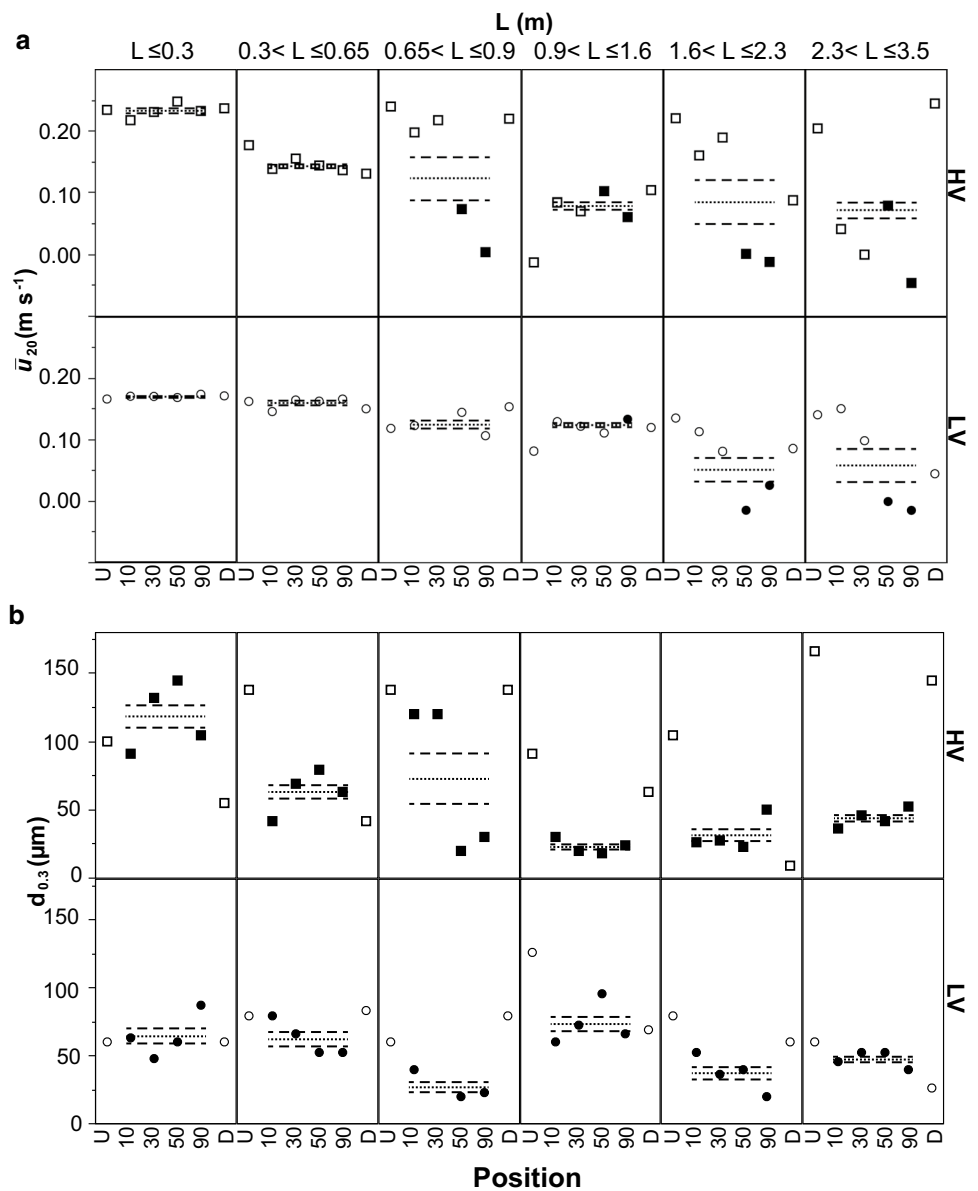 L (m)
a
L ≤0.3 0.3< L ≤0.65 0.65< L ≤0.9 0.9< L ≤1.6 1.6< L ≤2.3 2.3< L ≤3.5
0.20
0.10
0.00
HV
u̅₂₀(m s⁻¹)
0.20
0.10
0.00
LV
U 10 30 50 90 D U 10 30 50 90 D U 10 30 50 90 D U 10 30 50 90 D U 10 30 50 90 D U 10 30 50 90 D
b
150
100
50
0
HV
d₀.₃(µm)
150
100
50
0
LV
U 10 30 50 90 D U 10 30 50 90 D U 10 30 50 90 D U 10 30 50 90 D U 10 30 50 90 D U 10 30 50 90 D
Position